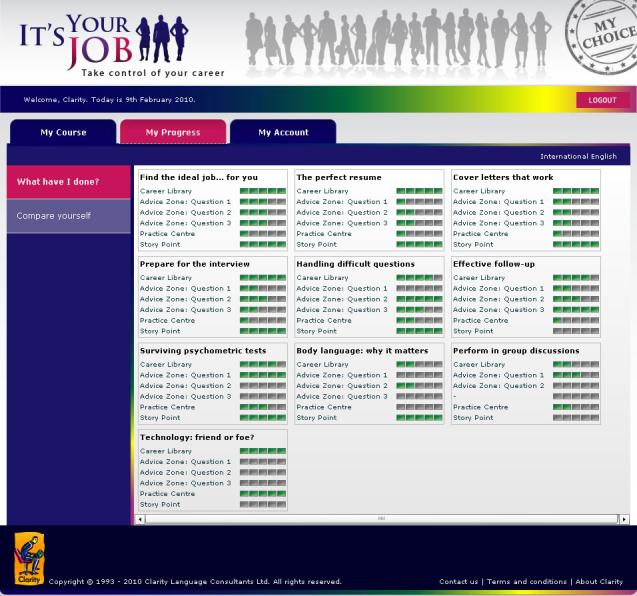 IT'S YOUR JOB
Take control of your career
MY CHOICE
Welcome, Clarity. Today is 9th February 2010.
LOGOUT
My Course
My Progress
My Account
International English
What have I done?
Compare yourself
Find the ideal job... for you
Career Library
Advice Zone: Question 1
Advice Zone: Question 2
Advice Zone: Question 3
Practice Centre
Story Point
The perfect resume
Career Library
Advice Zone: Question 1
Advice Zone: Question 2
Advice Zone: Question 3
Practice Centre
Story Point
Cover letters that work
Career Library
Advice Zone: Question 1
Advice Zone: Question 2
Advice Zone: Question 3
Practice Centre
Story Point
Prepare for the interview
Career Library
Advice Zone: Question 1
Advice Zone: Question 2
Advice Zone: Question 3
Practice Centre
Story Point
Handling difficult questions
Career Library
Advice Zone: Question 1
Advice Zone: Question 2
Advice Zone: Question 3
Practice Centre
Story Point
Effective follow-up
Career Library
Advice Zone: Question 1
Advice Zone: Question 2
Advice Zone: Question 3
Practice Centre
Story Point
Surviving psychometric tests
Career Library
Advice Zone: Question 1
Advice Zone: Question 2
Advice Zone: Question 3
Practice Centre
Story Point
Body language: why it matters
Career Library
Advice Zone: Question 1
Advice Zone: Question 2
Advice Zone: Question 3
Practice Centre
Story Point
Perform in group discussions
Career Library
Advice Zone: Question 1
Advice Zone: Question 2
-
Practice Centre
Story Point
Technology: friend or foe?
Career Library
Advice Zone: Question 1
Advice Zone: Question 2
Advice Zone: Question 3
Practice Centre
Story Point
Clarity
Copyright © 1993 - 2010 Clarity Language Consultants Ltd. All rights reserved.
Contact us | Terms and conditions | About Clarity